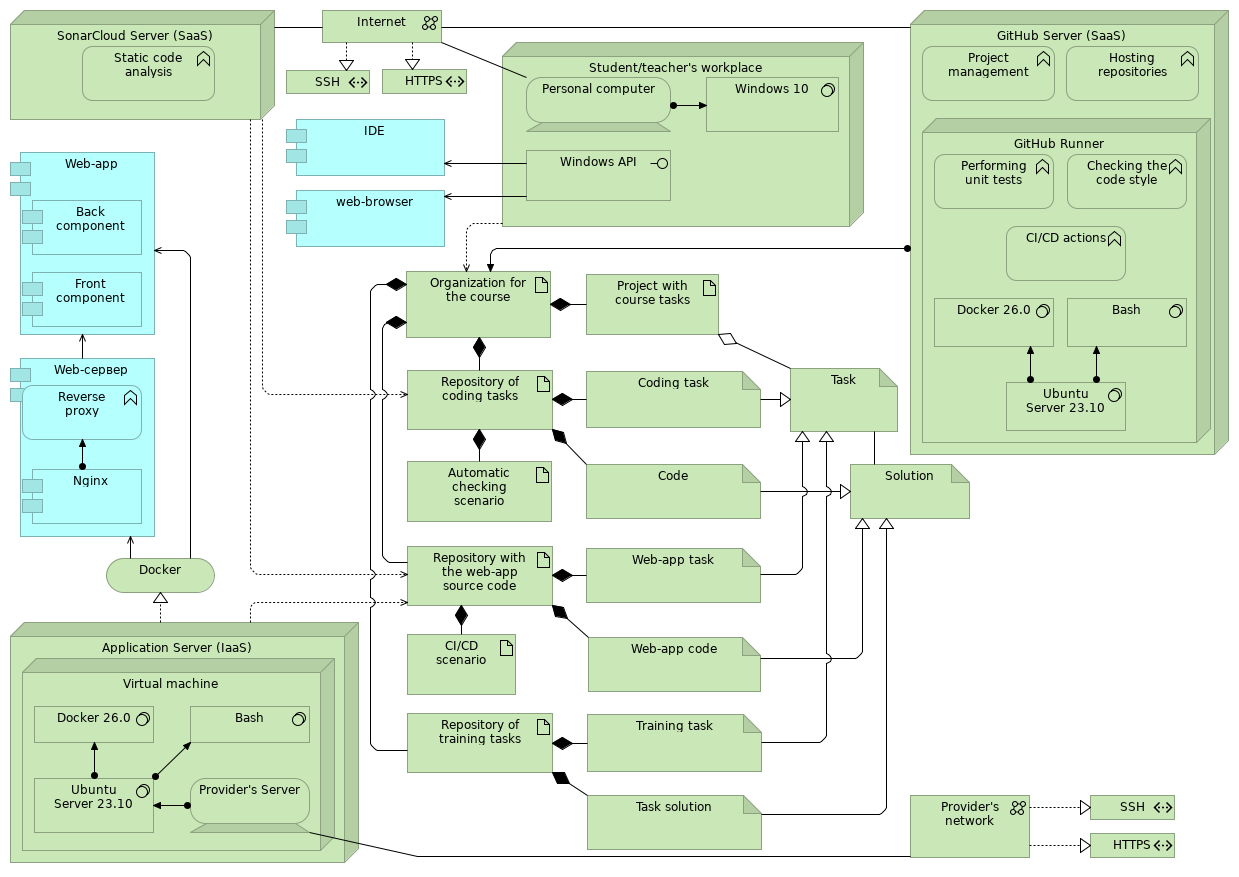 SonarCloud Server (SaaS)
Static code
analysis
Internet
SSH
HTTPS
Student/teacher's workplace
Personal computer
Windows 10
Windows API
IDE
web-browser
GitHub Server (SaaS)
Project
management
Hosting
repositories
GitHub Runner
Performing
unit tests
Checking the
code style
CI/CD actions
Docker 26.0
Bash
Ubuntu
Server 23.10
Web-app
Back
component
Front
component
Web-сервер
Reverse
proxy
Nginx
Docker
Organization for
the course
Project with
course tasks
Repository of
coding tasks
Coding task
Task
Automatic
checking
scenario
Code
Solution
Repository with
the web-app
source code
Web-app task
CI/CD
scenario
Web-app code
Repository of
training tasks
Training task
Task solution
Application Server (IaaS)
Virtual machine
Docker 26.0
Bash
Ubuntu
Server 23.10
Provider's Server
Provider's
network
SSH
HTTPS